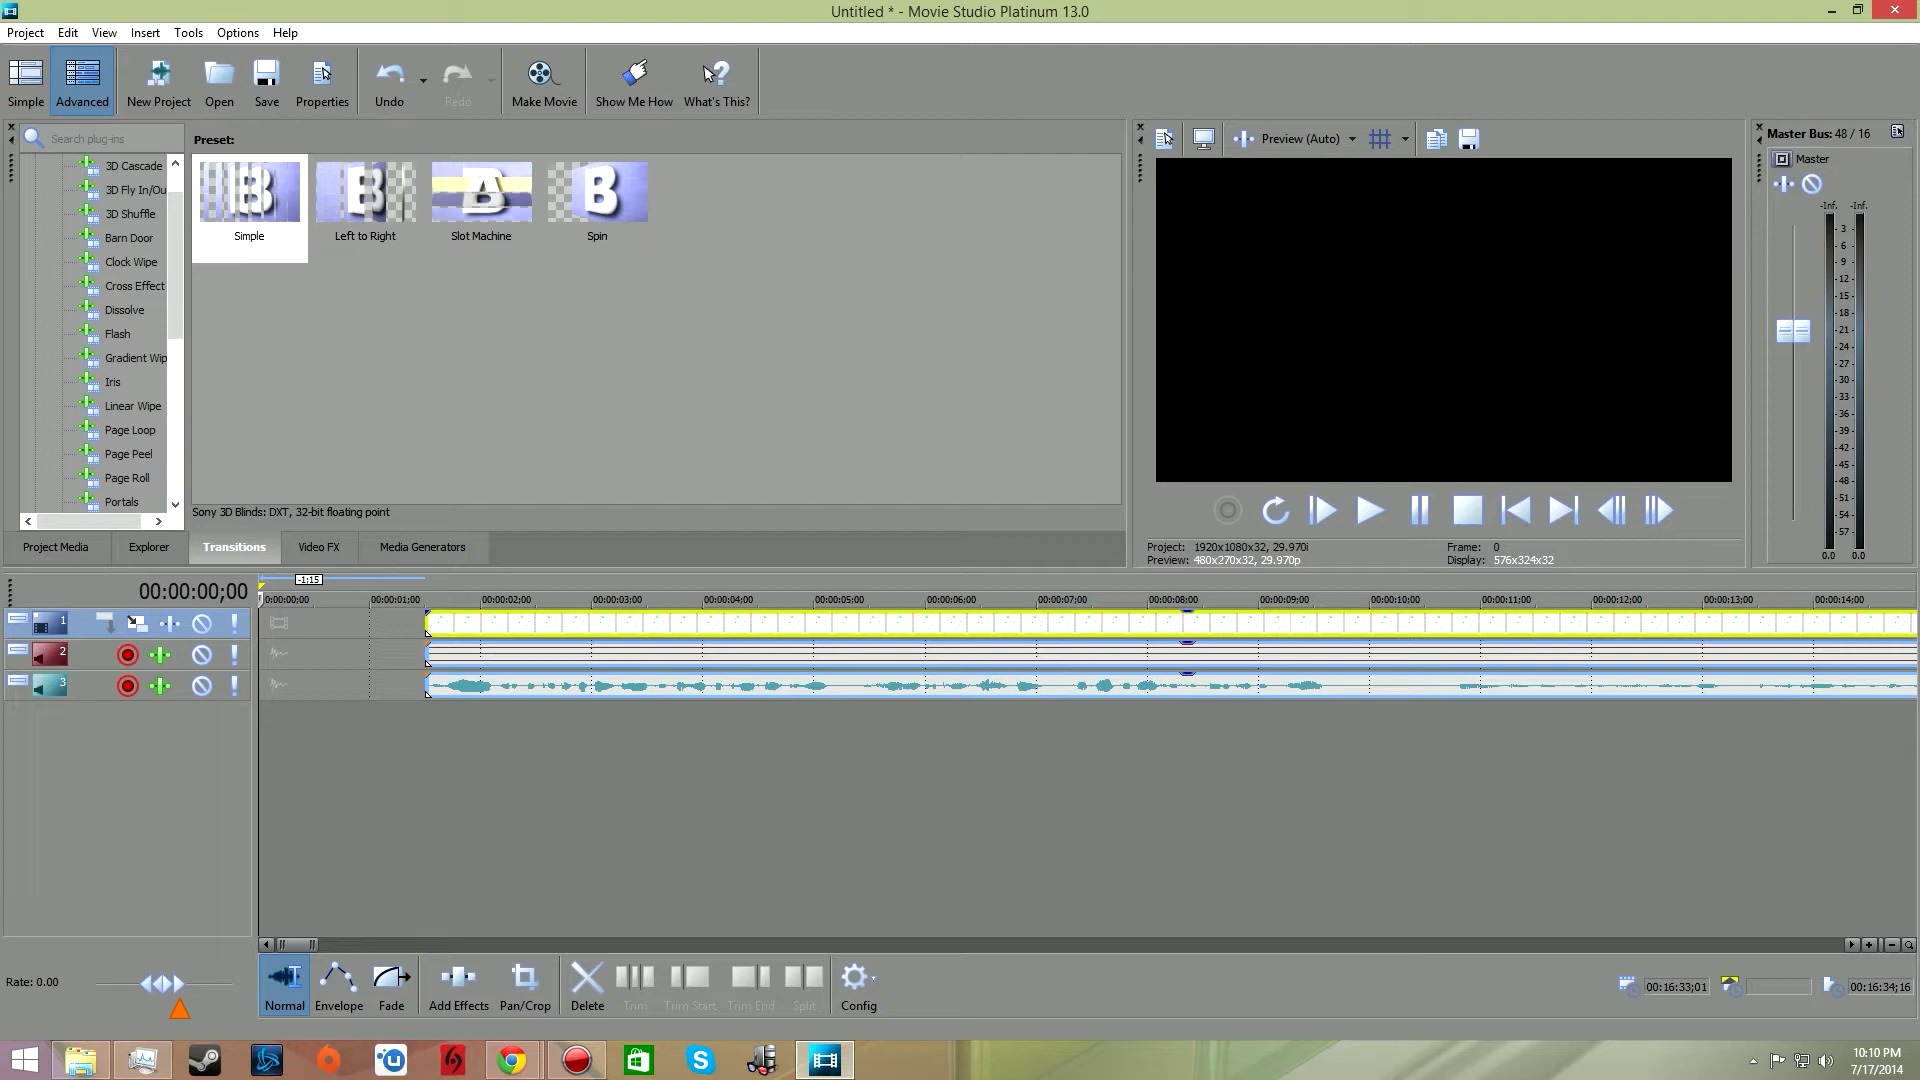 Untitled * - Movie Studio Platinum 13.0
Project Edit View Insert Tools Options Help
Simple Advanced New Project Open Save Properties Undo Redo Make Movie Show Me How What's This?
Search plug-ins
3D Cascade
3D Fly In/Ou
3D Shuffle
Barn Door
Clock Wipe
Cross Effect
Dissolve
Flash
Gradient Wip
Iris
Linear Wipe
Page Loop
Page Peel
Page Roll
Portals
Preset:
Simple Left to Right Slot Machine Spin
Sony 3D Blinds: DXT, 32-bit floating point
Project Media Explorer Transitions Video FX Media Generators
Preview (Auto)
Project: 1920x1080x32, 29.970i Frame: 0
Preview: 480x270x32, 29.970p Display: 576x324x32
Master Bus: 48 / 16
Master
-Inf. -Inf.
3
6
9
12
15
18
21
24
27
30
33
36
39
42
45
48
51
54
57
0.0 0.0
00:00:00;00
-1;15
0:00:00;00 00:00:01;00 00:00:02;00 00:00:03;00 00:00:04;00 00:00:05;00 00:00:06;00 00:00:07;00 00:00:08;00 00:00:09;00 00:00:10;00 00:00:11;00 00:00:12;00 00:00:13;00 00:00:14;00
1
2
3
Rate: 0.00
Normal Envelope Fade Add Effects Pan/Crop Delete Trim Trim Start Trim End Split Config
00:16:33;01 00:16:34;16
10:10 PM
7/17/2014